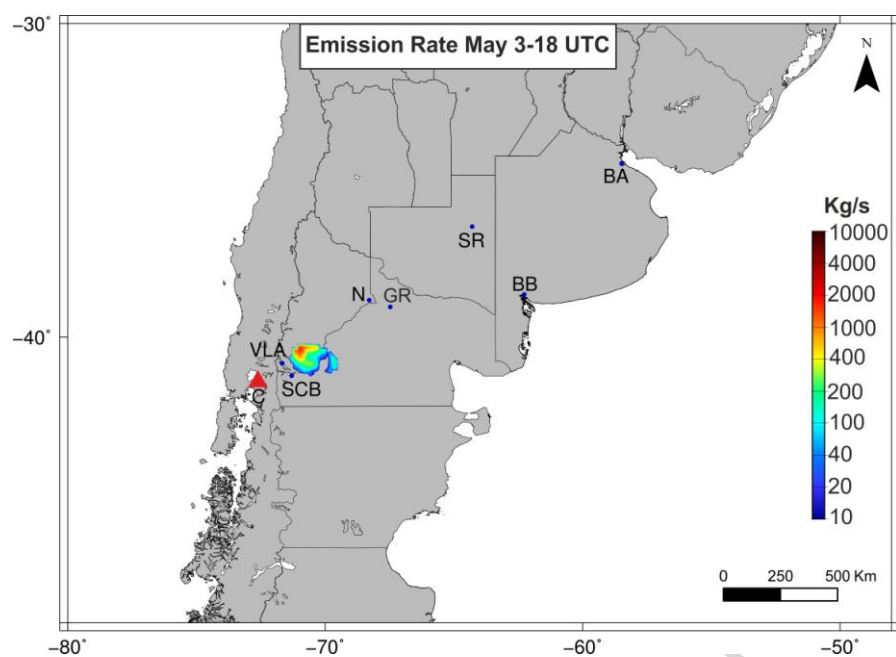 −30˚
Emission Rate May 3-18 UTC
N
BA
Kg/s
10000
4000
2000
1000
400
200
100
40
20
10
SR
BB
N
GR
−40˚
VLA
SCB
C
0
250
500 Km
−80˚
−70˚
−60˚
−50˚